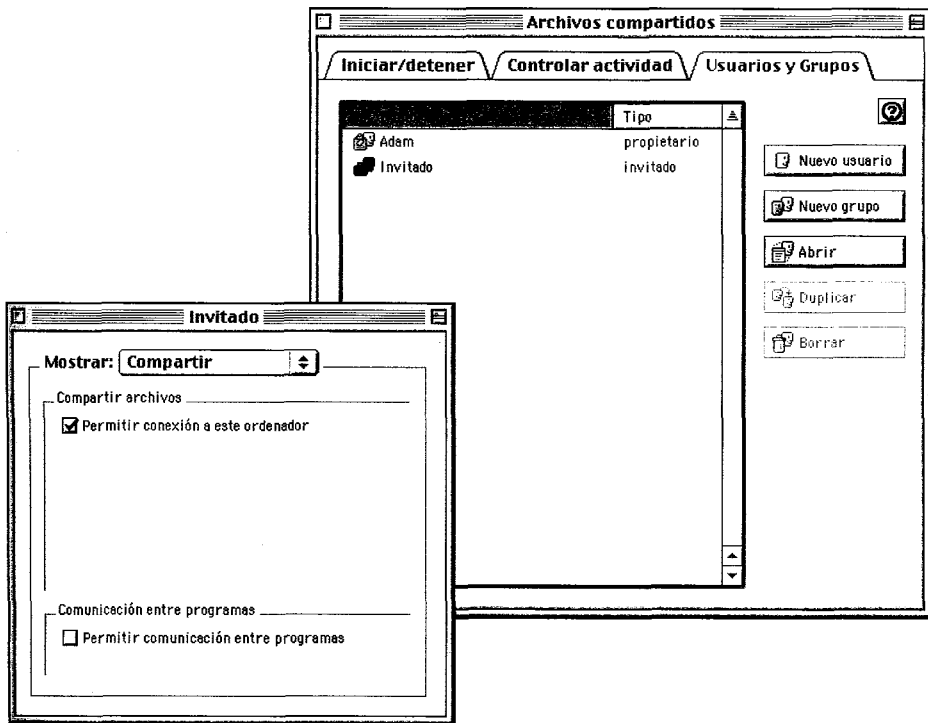 Archivos compartidos
Iniciar/detener
Controlar actividad
Usuarios y Grupos
Tipo
Adam propietario
Invitado invitado
Nuevo usuario
Nuevo grupo
Abrir
Duplicar
Borrar
Invitado
Mostrar: Compartir
Compartir archivos
Permitir conexión a este ordenador
Comunicación entre programas
Permitir comunicación entre programas